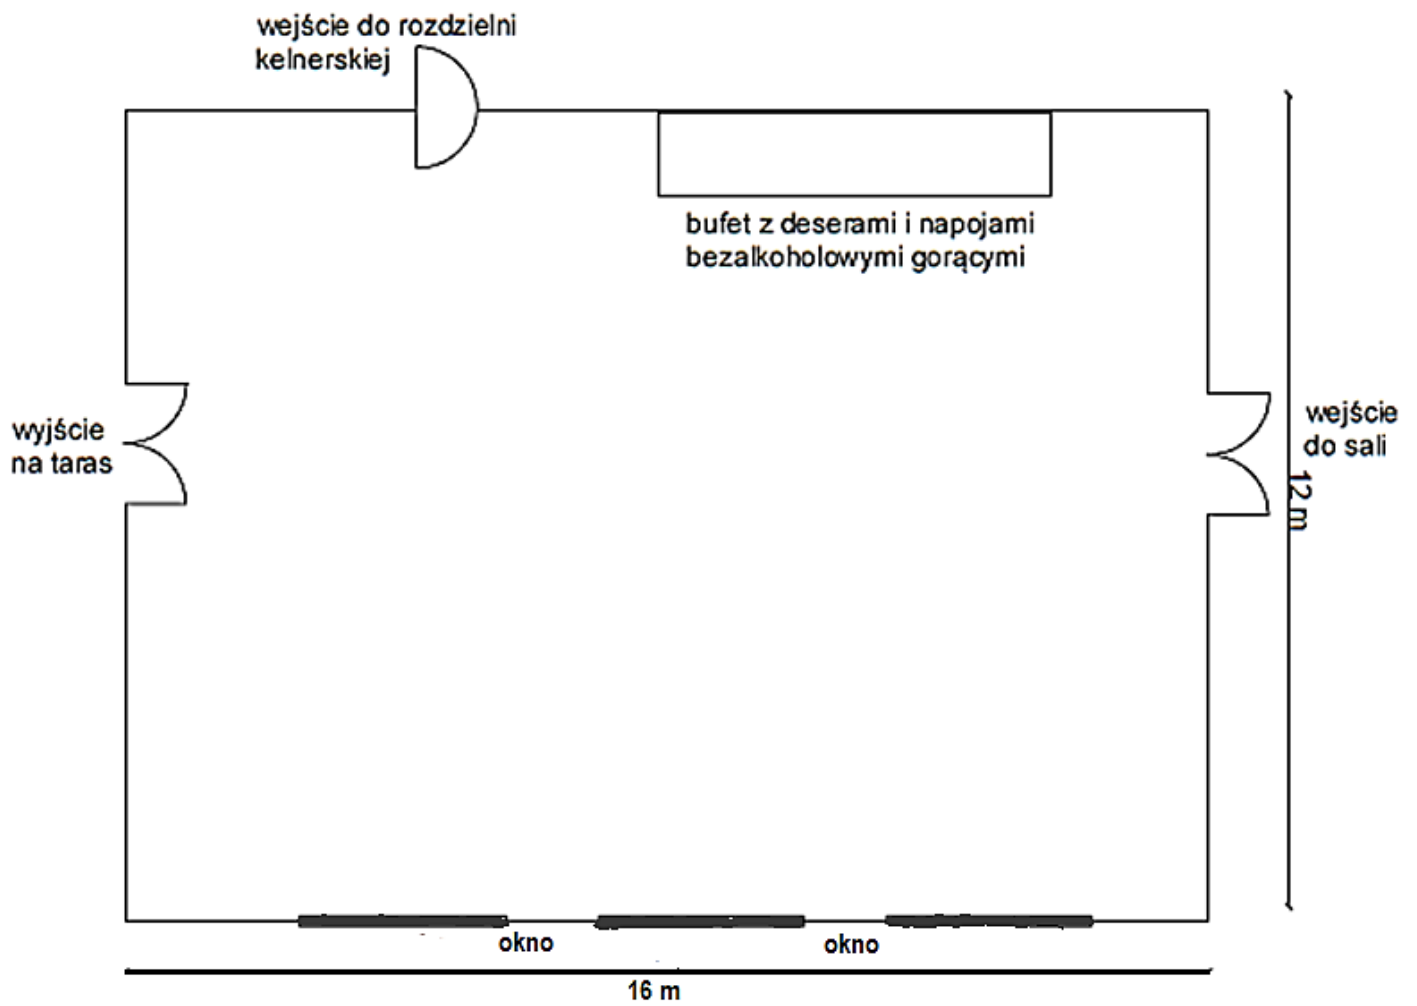 wejście do rozdzielni
kelnerskiej
bufet z deserami i napojami
bezalkoholowymi gorącymi
wyjście
na taras
wejście
do sali
12 m
okno
okno
16 m